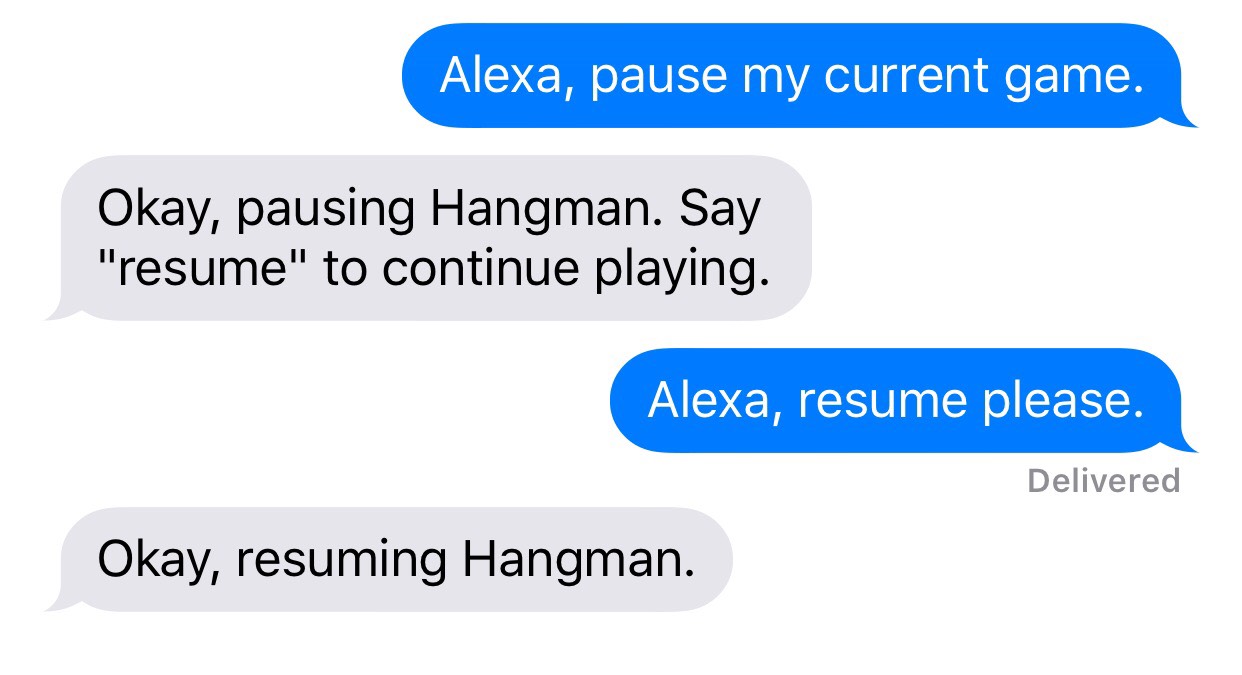 Alexa, pause my current game.
Okay, pausing Hangman. Say
"resume" to continue playing.
Alexa, resume please.
Delivered
Okay, resuming Hangman.